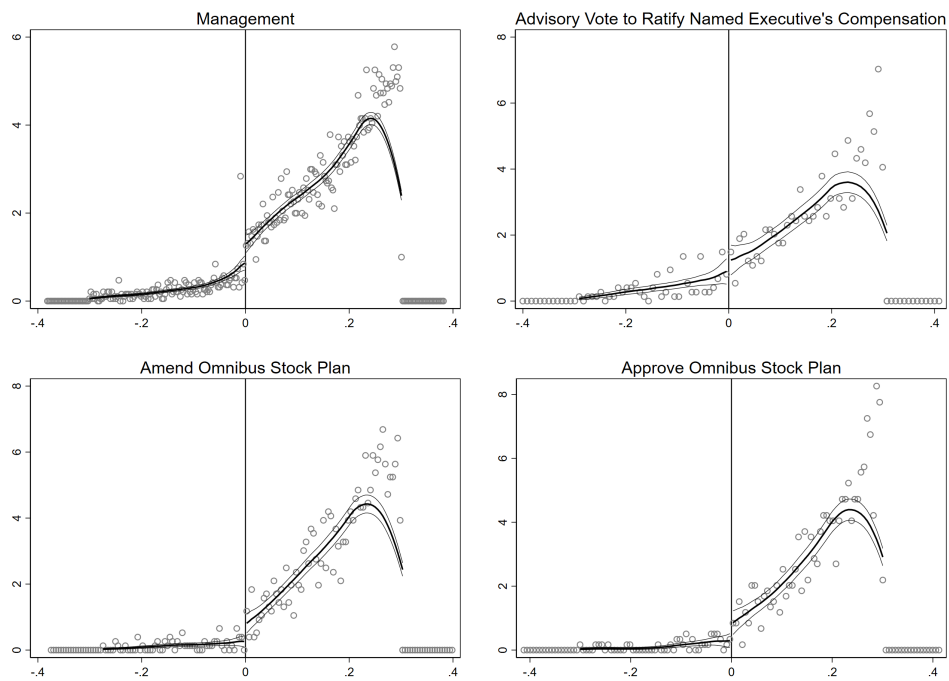 Management
6
4
2
0
-.4 -.2 0 .2 .4
Advisory Vote to Ratify Named Executive's Compensation
8
6
4
2
0
-.4 -.2 0 .2 .4
Amend Omnibus Stock Plan
8
6
4
2
0
-.4 -.2 0 .2 .4
Approve Omnibus Stock Plan
8
6
4
2
0
-.4 -.2 0 .2 .4